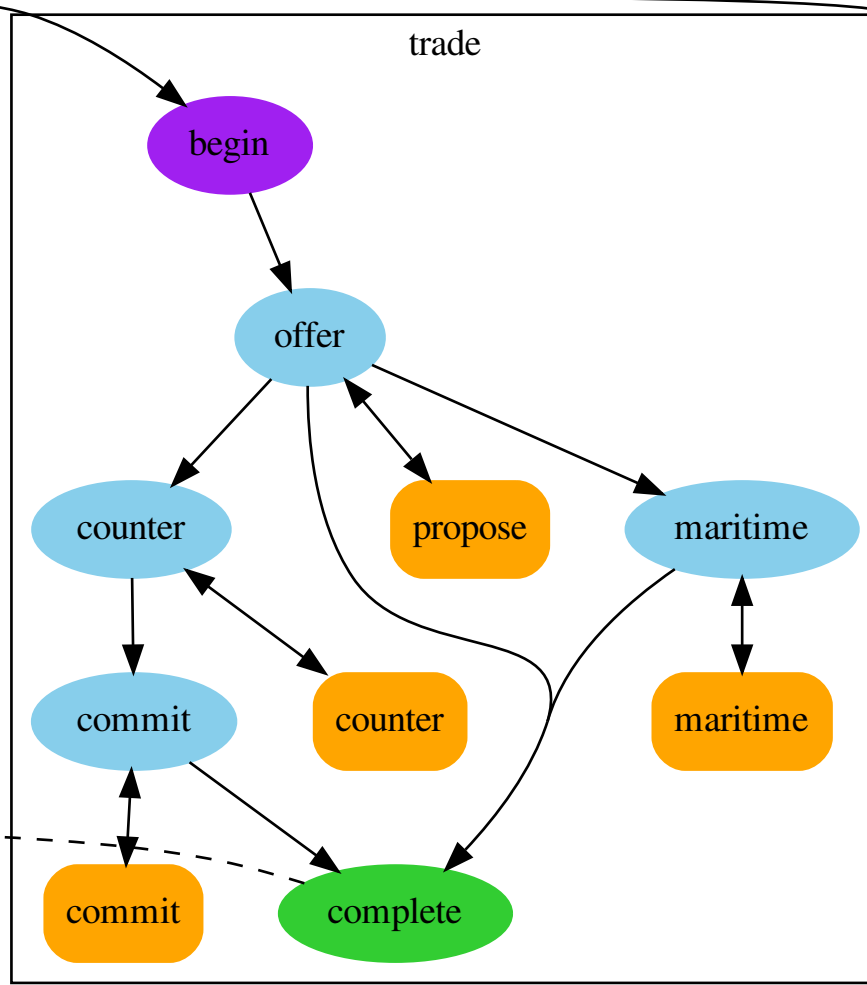 trade
begin
offer
counter
propose
maritime
commit
counter
maritime
commit
complete